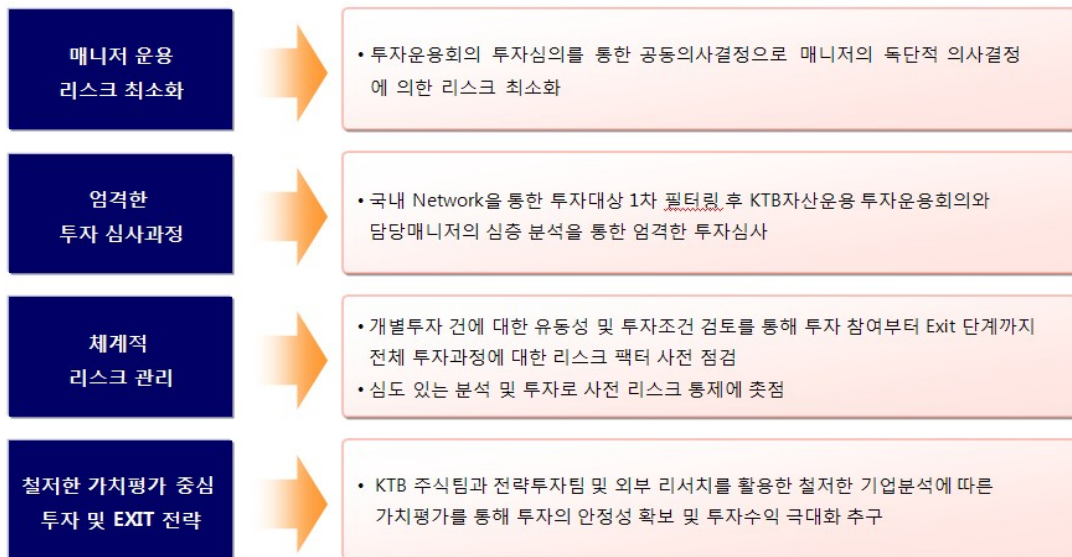 매니저 운용
리스크 최소화
• 투자운용회의 투자심의를 통한 공동의사결정으로 매니저의 독단적 의사결정
에 의한 리스크 최소화
엄격한
투자 심사과정
• 국내 Network을 통한 투자대상 1차 필터링 후 KTB자산운용 투자운용회의와
담당매니저의 심층 분석을 통한 엄격한 투자심사
체계적
리스크 관리
• 개별투자 건에 대한 유동성 및 투자조건 검토를 통해 투자 참여부터 Exit 단계까지
전체 투자과정에 대한 리스크 팩터 사전 점검
• 심도 있는 분석 및 투자로 사전 리스크 통제에 촛점
철저한 가치평가 중심
투자 및 EXIT 전략
• KTB 주식팀과 전략투자팀 및 외부 리서치를 활용한 철저한 기업분석에 따른
가치평가를 통해 투자의 안정성 확보 및 투자수익 극대화 추구